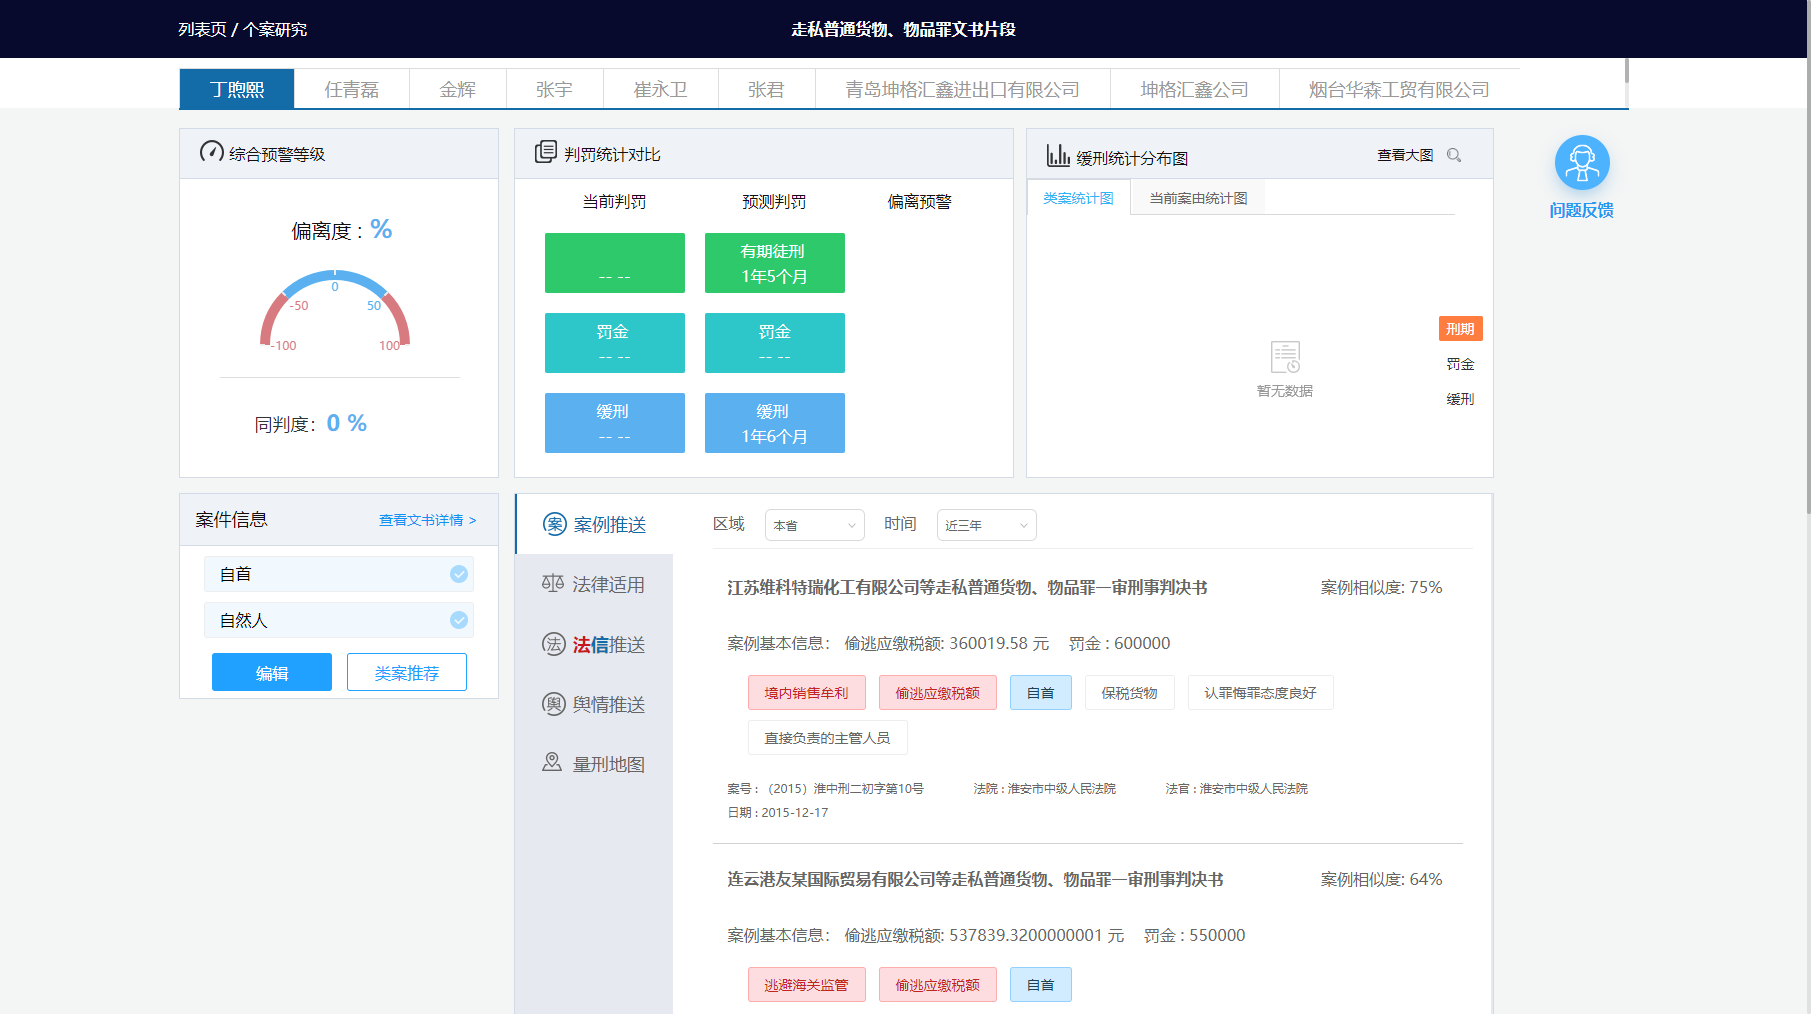 列表页 / 个案研究
走私普通货物、物品罪文书片段
丁煦熙 任青磊 金辉 张宇 崔永卫 张君 青岛坤格汇鑫进出口有限公司 坤格汇鑫公司 烟台华森工贸有限公司
综合预警等级
偏离度 : %
0
-50 50
-100 100
同判度： 0 %
判罚统计对比
当前判罚 预测判罚 偏离预警
有期徒刑
-- -- 1年5个月
罚金 罚金
-- -- -- --
缓刑 缓刑
-- -- 1年6个月
缓刑统计分布图 查看大图
类案统计图 当前案由统计图
暂无数据
刑期
罚金
缓刑
问题反馈
案件信息 查看文书详情 >
自首
自然人
编辑 类案推荐
案 案例推送
法律适用
法 法信推送
舆 舆情推送
量刑地图
区域 本省 时间 近三年
江苏维科特瑞化工有限公司等走私普通货物、物品罪一审刑事判决书 案例相似度: 75%
案例基本信息： 偷逃应缴税额: 360019.58 元 罚金 : 600000
境内销售牟利 偷逃应缴税额 自首 保税货物 认罪悔罪态度良好
直接负责的主管人员
案号 : （2015）淮中刑二初字第10号 法院 : 淮安市中级人民法院 法官 : 淮安市中级人民法院
日期 : 2015-12-17
连云港友某国际贸易有限公司等走私普通货物、物品罪一审刑事判决书 案例相似度: 64%
案例基本信息： 偷逃应缴税额: 537839.3200000001 元 罚金 : 550000
逃避海关监管 偷逃应缴税额 自首